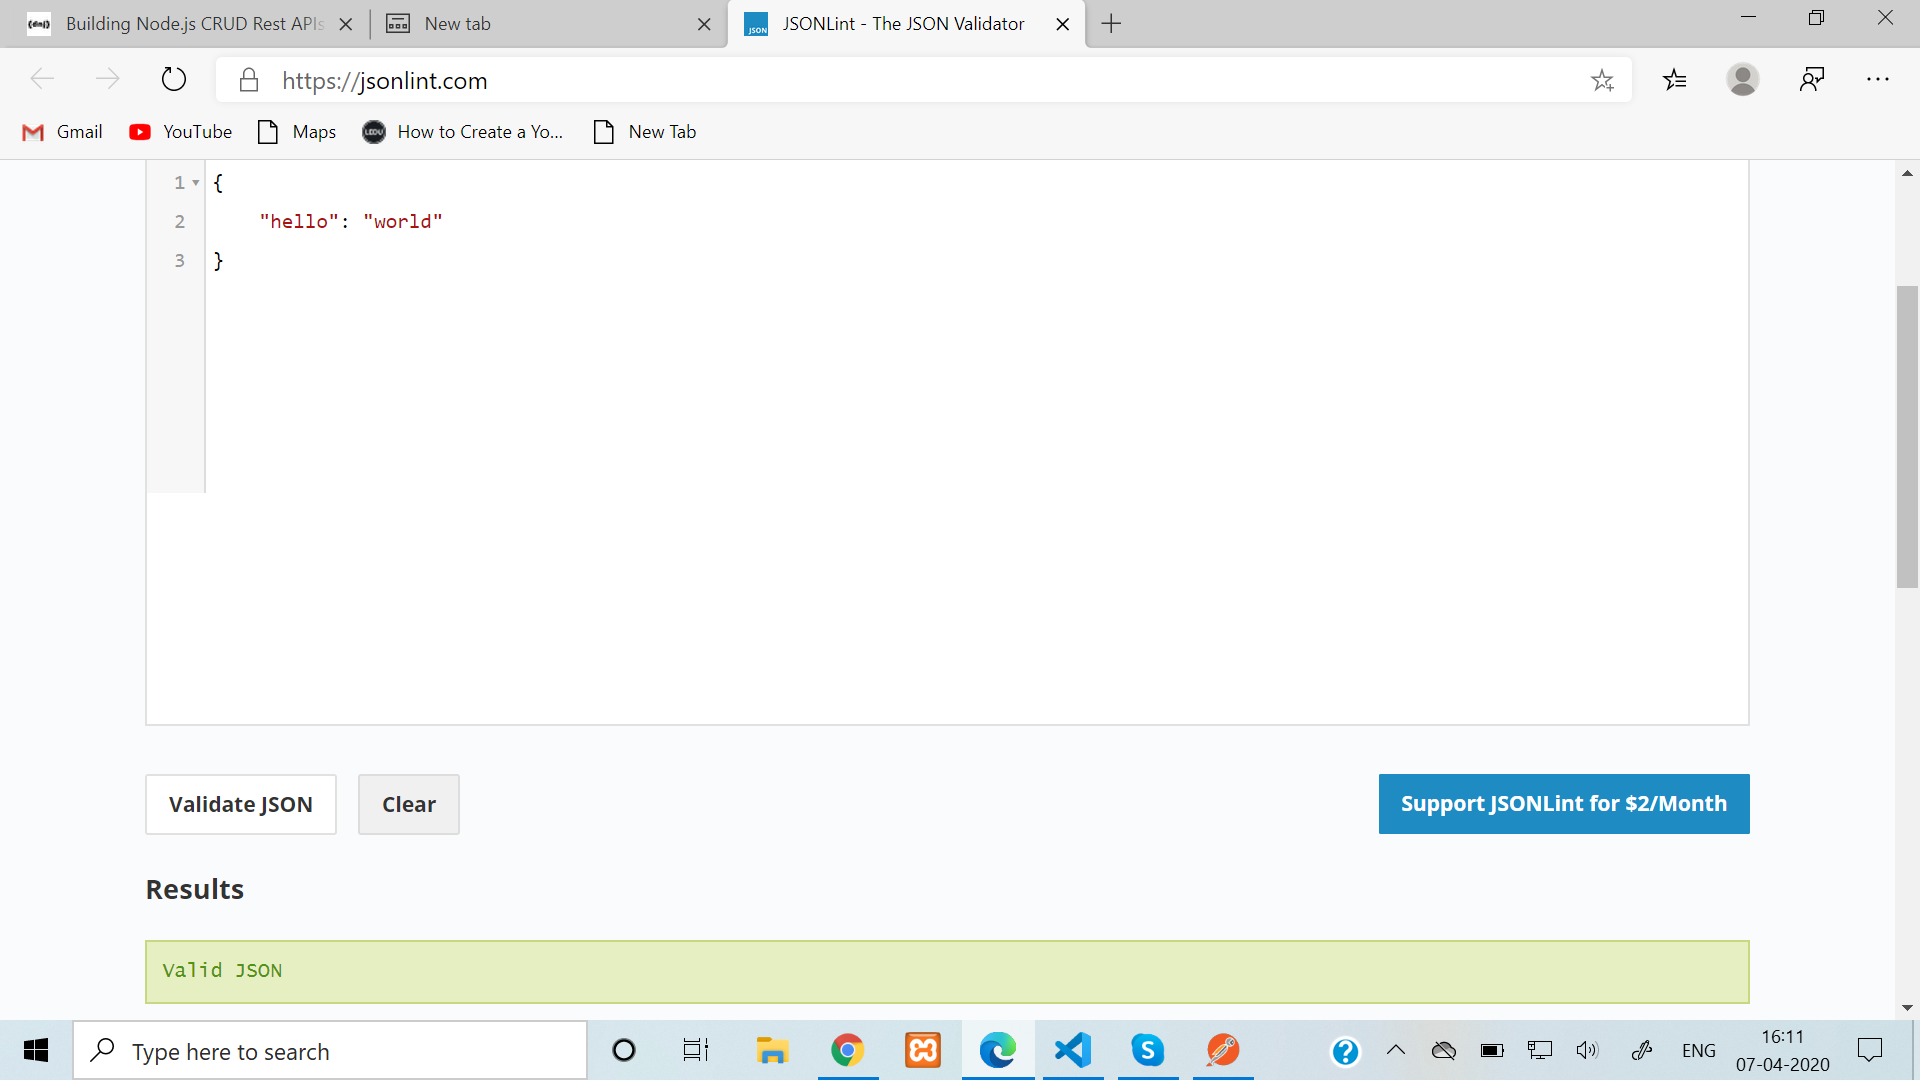 Building Node.js CRUD Rest APIs
New tab
JSON
JSONLint - The JSON Validator
https://jsonlint.com
Gmail
YouTube
Maps
LEDU
How to Create a Yo...
New Tab
1
{
2
"hello": "world"
3
}
Validate JSON
Clear
Support JSONLint for $2/Month
Results
Valid JSON
Type here to search
S
?
ENG
16:11
07-04-2020